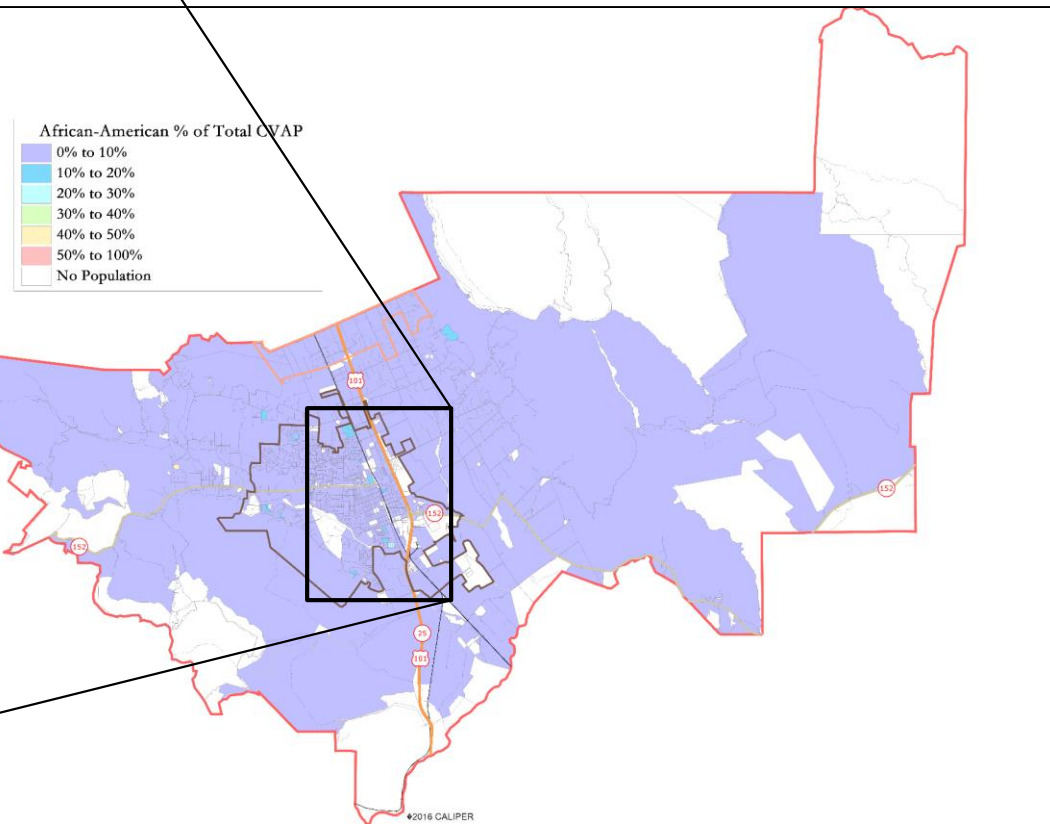 African-American % of Total CVAP
0% to 10%
10% to 20%
20% to 30%
30% to 40%
40% to 50%
50% to 100%
No Population
101
152
152
152
25
101
�2016 CALIPER